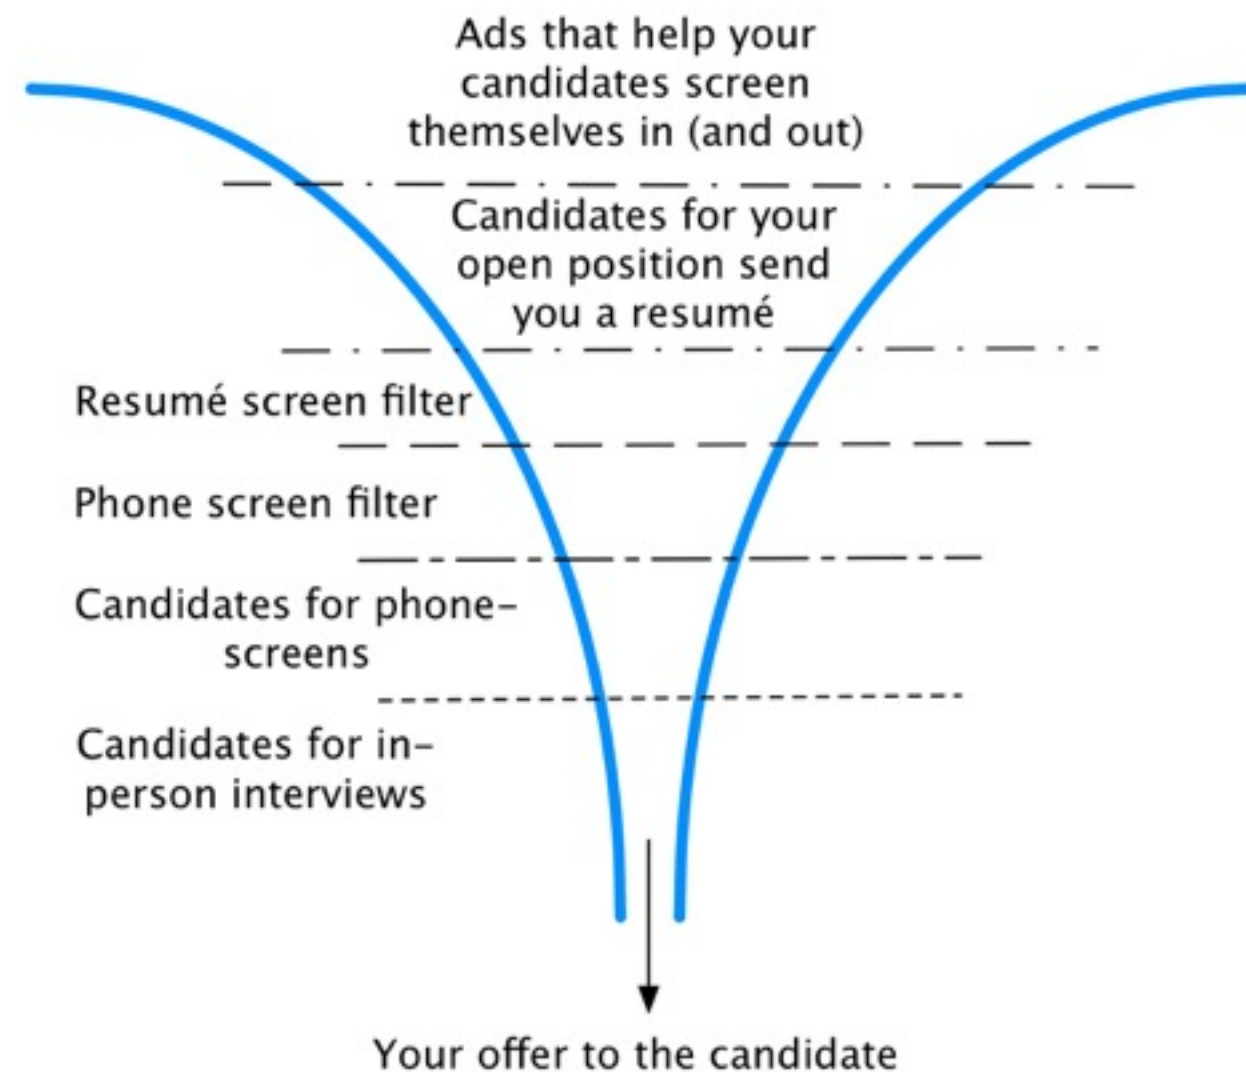 Ads that help your
candidates screen
themselves in (and out)
Candidates for your
open position send
you a resumé
Resumé screen filter
Phone screen filter
Candidates for phone-
screens
Candidates for in-
person interviews
Your offer to the candidate